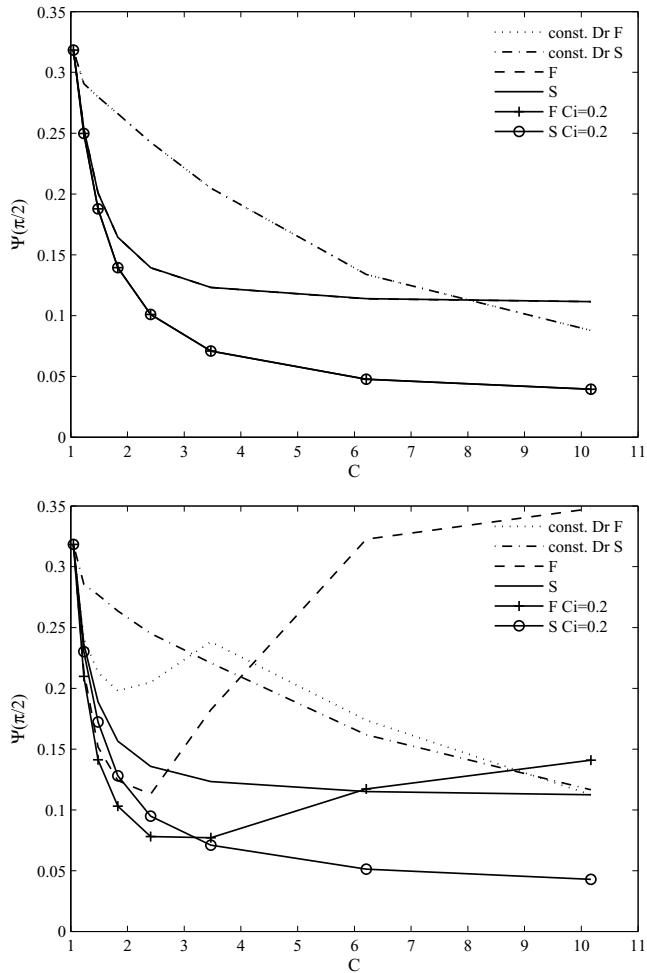 0.35
0.3
0.25
0.2
0.15
0.1
0.05
0
Ψ(π/2)
1 2 3 4 5 6 7 8 9 10 11
C
const. Dr F
const. Dr S
F
S
F Ci=0.2
S Ci=0.2
0.35
0.3
0.25
0.2
0.15
0.1
0.05
0
Ψ(π/2)
1 2 3 4 5 6 7 8 9 10 11
C
const. Dr F
const. Dr S
F
S
F Ci=0.2
S Ci=0.2